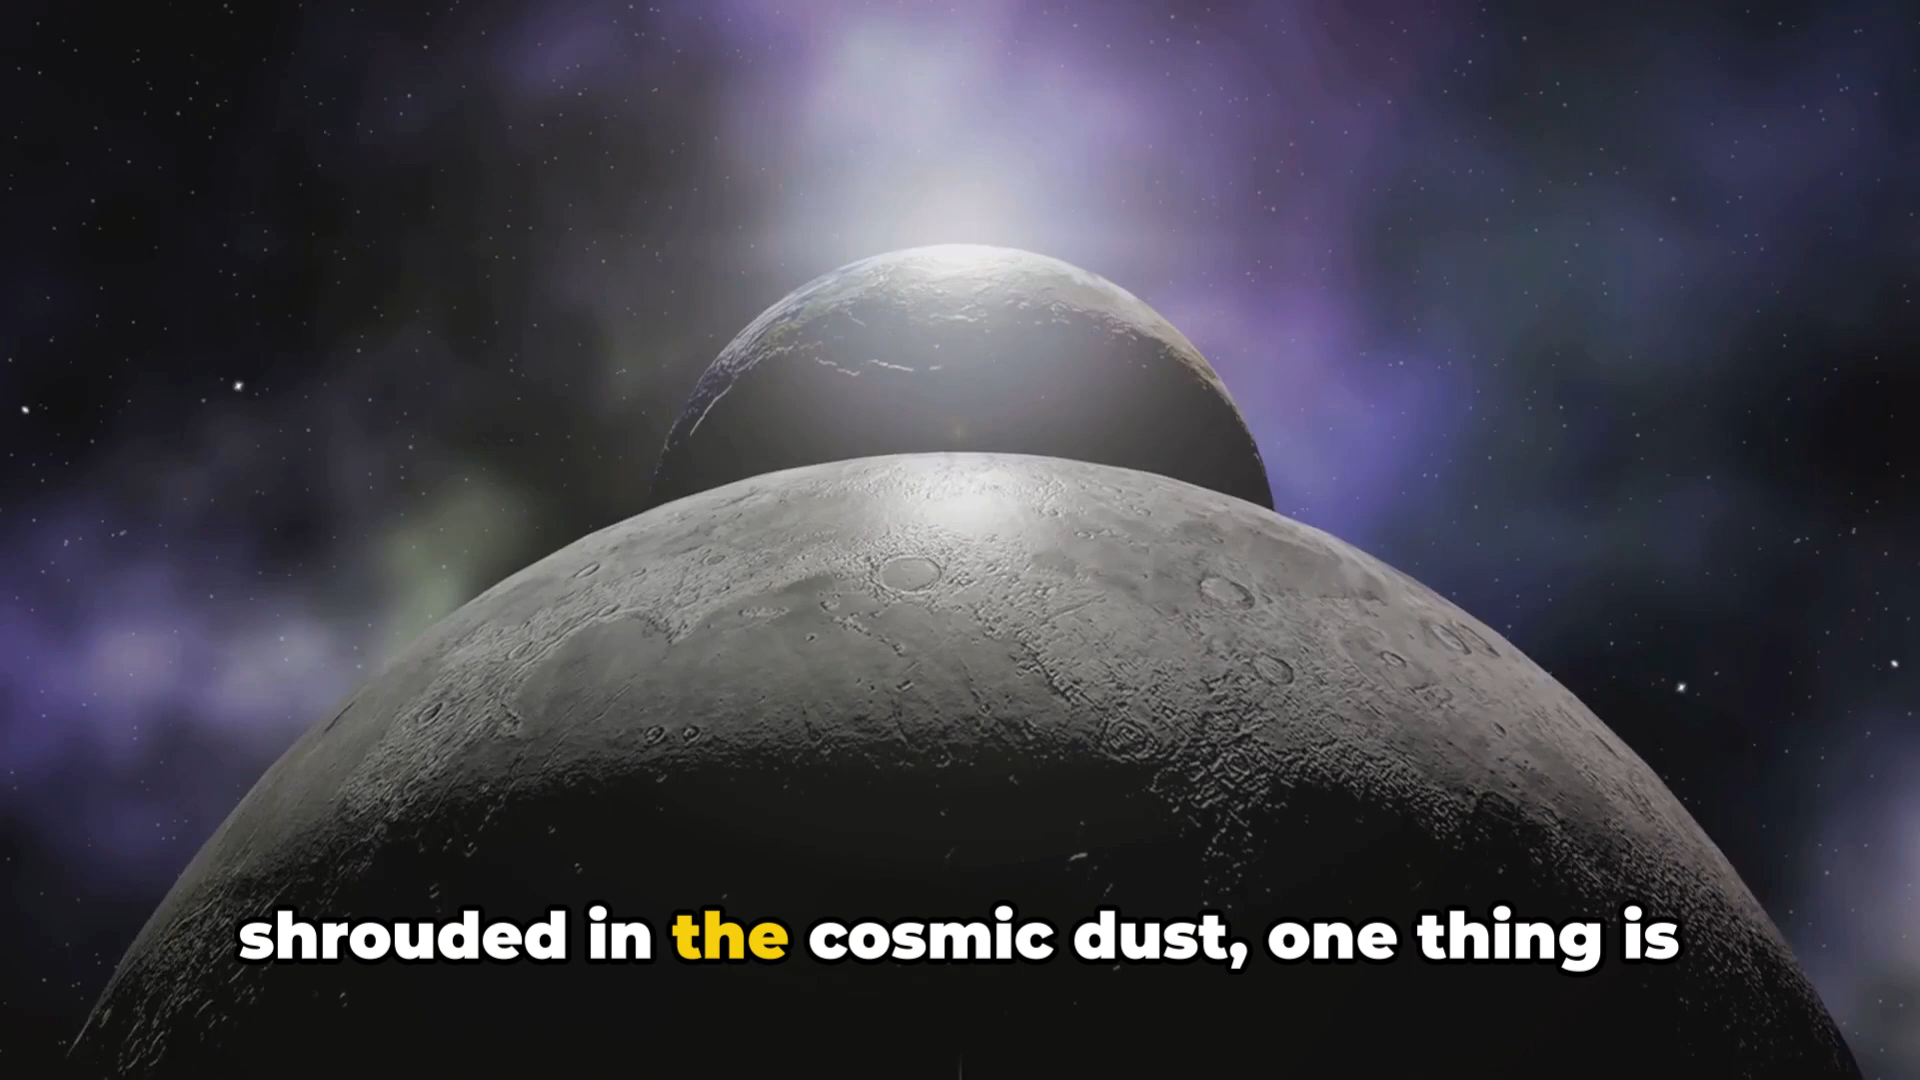 shrouded in the cosmic dust, one thing is